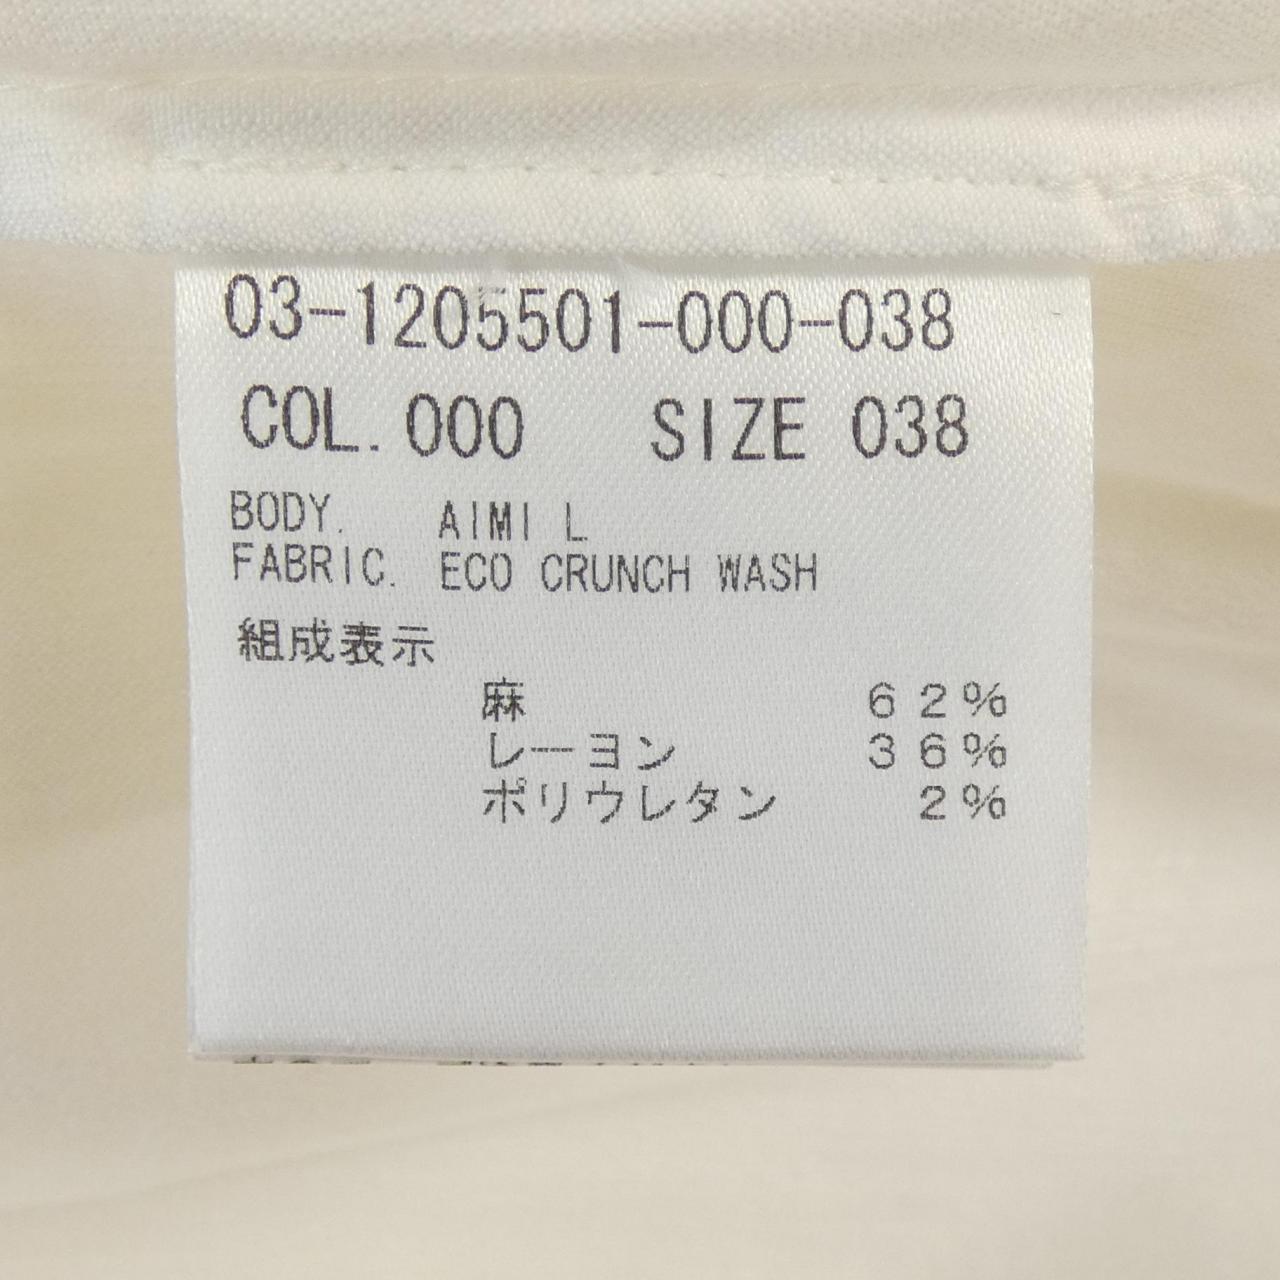 03-1205501-000-038
COL. 000 SIZE 038
BODY. AIMI L
FABRIC. ECO CRUNCH WASH
組成表示
麻 62%
レーヨン 36%
ポリウレタン 2%